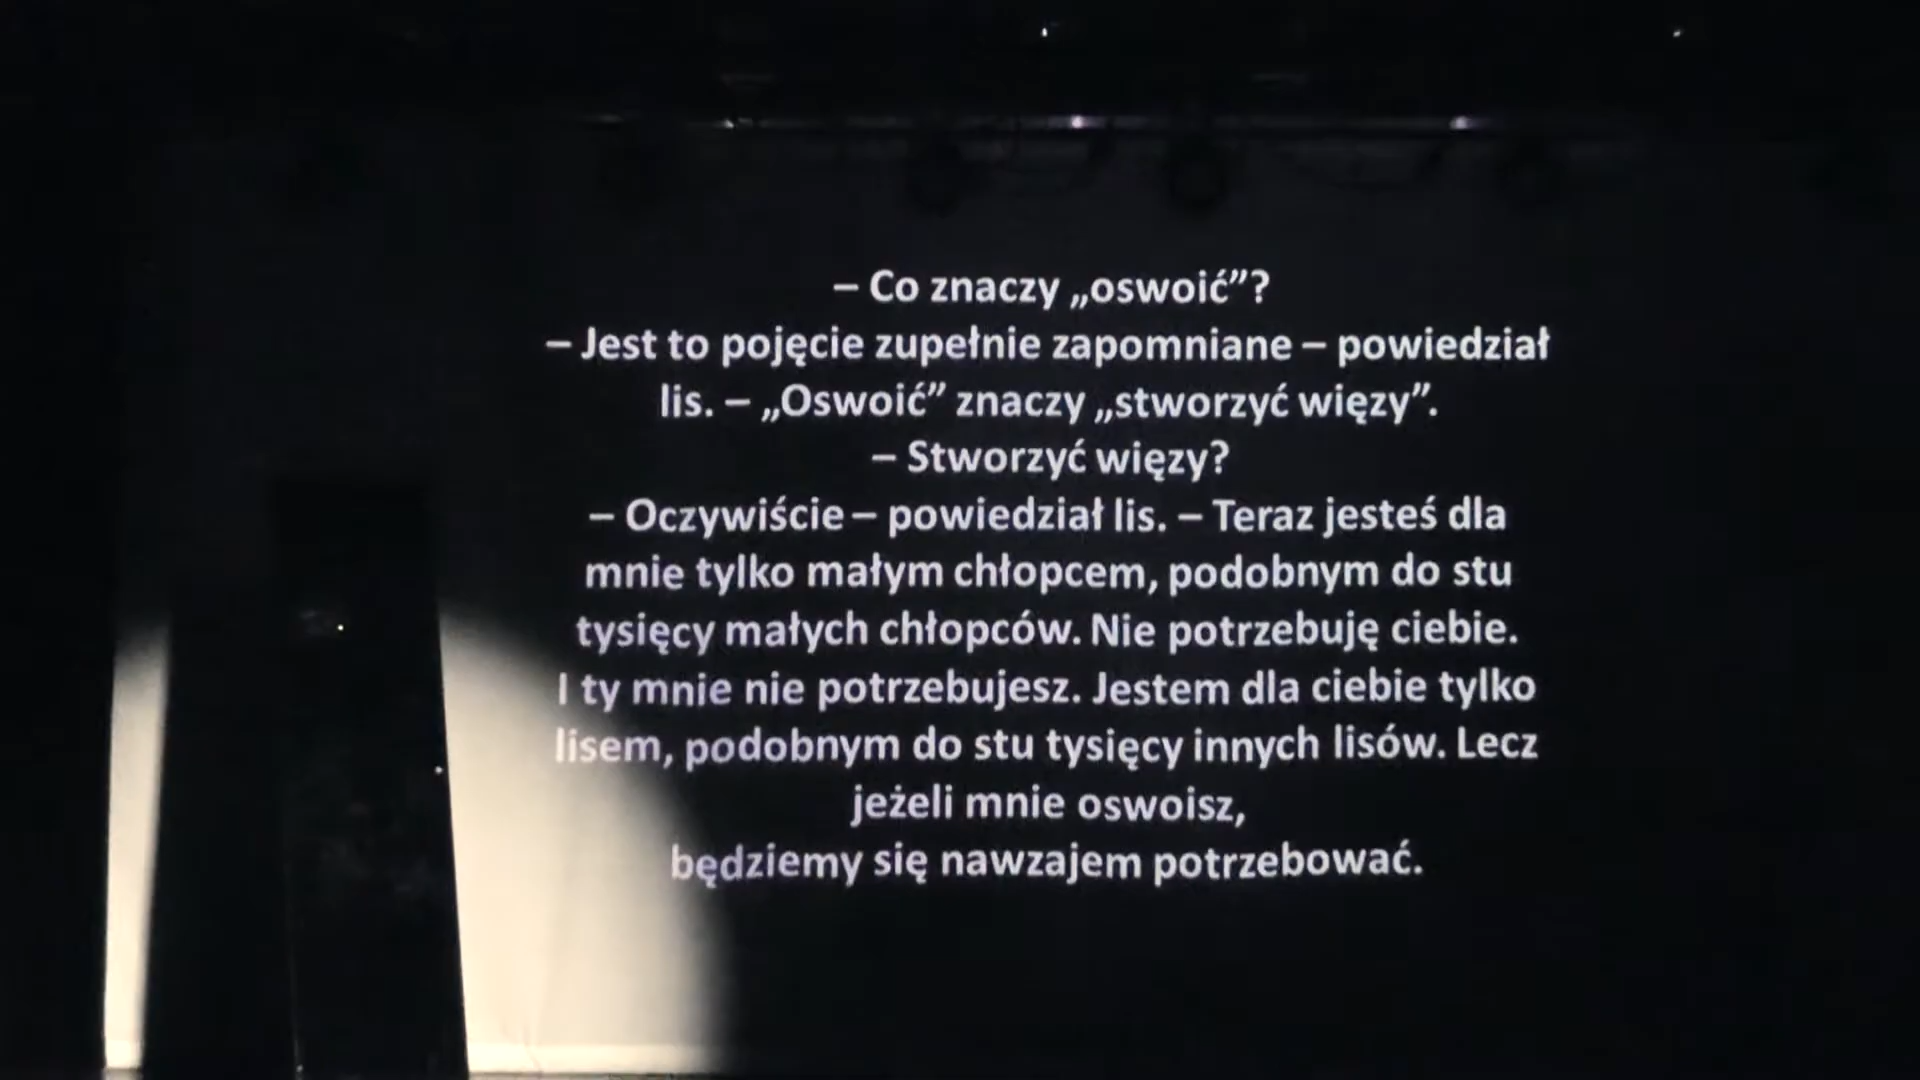 – Co znaczy „oswoić”?
– Jest to pojęcie zupełnie zapomniane – powiedział
lis. – „Oswoić” znaczy „stworzyć więzy”.
– Stworzyć więzy?
– Oczywiście – powiedział lis. – Teraz jesteś dla
mnie tylko małym chłopcem, podobnym do stu
tysięcy małych chłopców. Nie potrzebuję ciebie.
I ty mnie nie potrzebujesz. Jestem dla ciebie tylko
lisem, podobnym do stu tysięcy innych lisów. Lecz
jeżeli mnie oswoisz,
będziemy się nawzajem potrzebować.